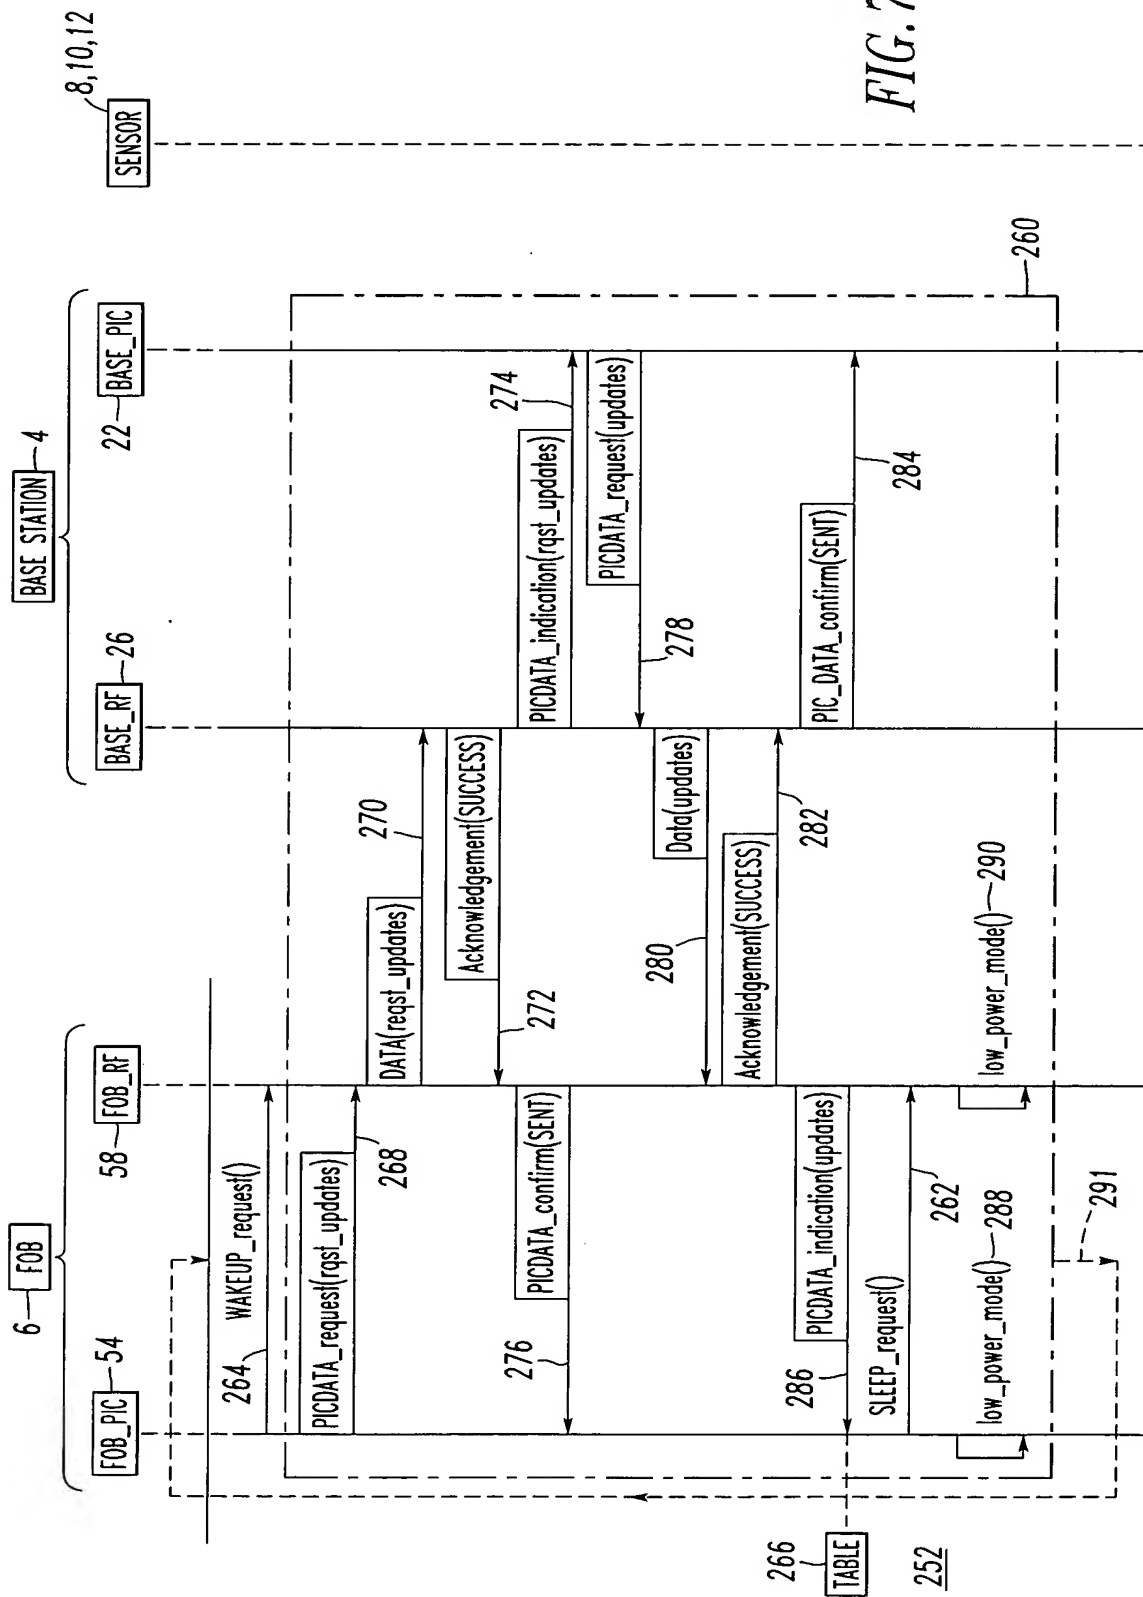 6 FOB
BASE STATION 4
FOB_PIC 54
58 FOB_RF
BASE_RF 26
22 BASE_PIC
SENSOR 8,10,12
264 WAKEUP_request()
PICDATA_request(rqst_updates)
268
DATA(reqst_updates)
270
Acknowledgement(SUCCESS)
272
PICDATA_indication(rqst_updates)
274
PICDATA_confirm(SENT)
276
PICDATA_request(updates)
278
Data(updates)
280
Acknowledgement(SUCCESS)
282
PIC_DATA_confirm(SENT)
284
PICDATA_indication(updates)
286
266
TABLE
SLEEP_request()
262
low_power_mode() 288
low_power_mode() 290
260
291
252
FIG. 7